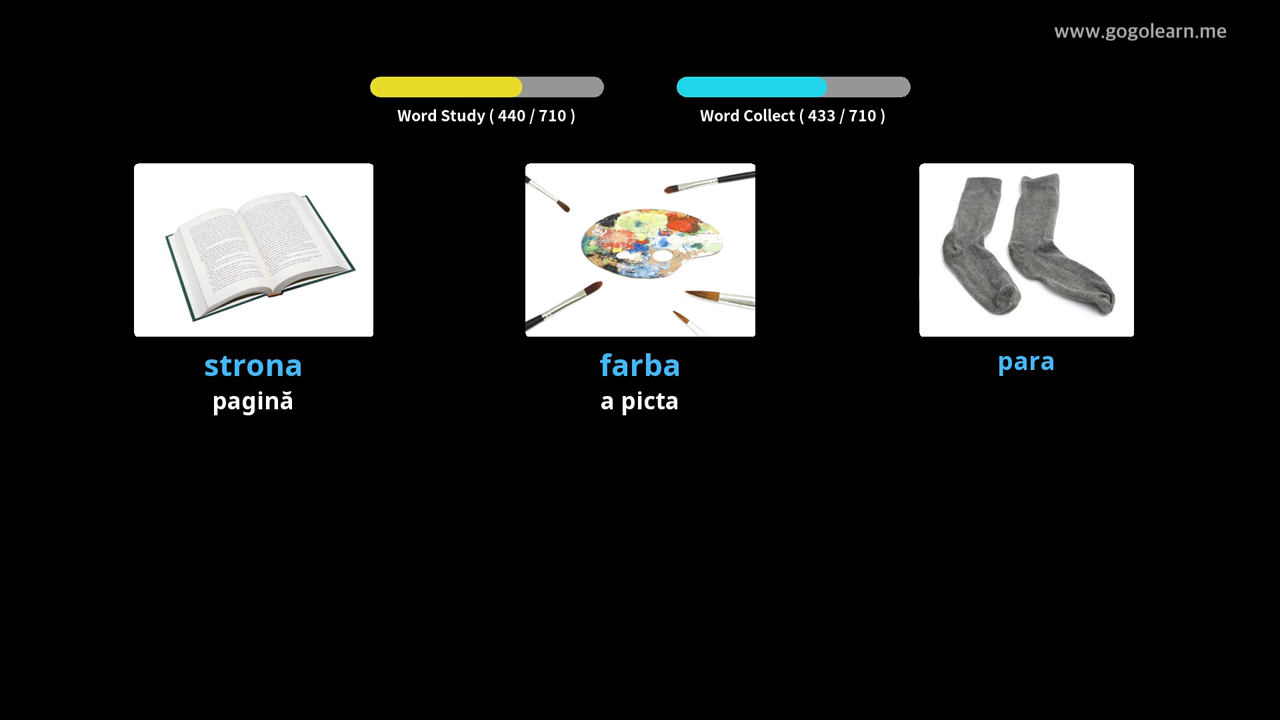 www.gogolearn.me
Word Study ( 440 / 710 )
Word Collect ( 433 / 710 )
strona
pagină
farba
a picta
para